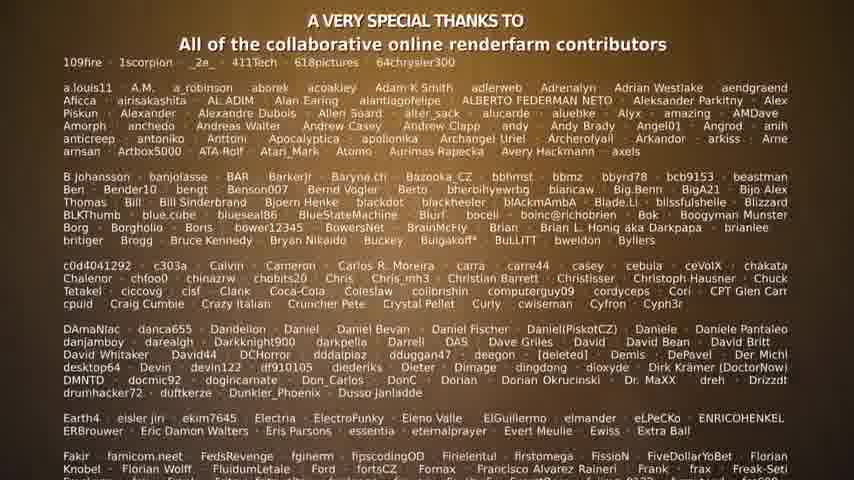 A VERY SPECIAL THANKS TO
All of the collaborative online renderfarm contributors
109fire · 1scorpion · _2e_ · 411Tech · 618pictures · 64chrysler300
a.louis11 · A.M. · a_robinson · aborek · acoakley · Adam K Smith · adlerweb · Adrenalyn · Adrian Westlake · aendgraend
Aficca · airisakashita · AL.ADIM · Alan Earing · alantiagofelipe · ALBERTO FEDERMAN NETO · Aleksander Parkitny · Alex
Piskun · Alexander · Alexandre Dubois · Allen Soard · alter_sack · alucarde · aluebke · Alyx · amazing · AMDave
Amorph · anchedo · Andreas Walter · Andrew Casey · Andrew Clapp · andy · Andy Brady · Angel01 · Angrod · anih
anticreep · antoniko · Anttoni · Apocalyptica · apolionika · Archangel Uriel · Archerofyail · Arkandor · arkiss · Arne
arnsan · Artbox5000 · ATA-Rolf · Atari_Mark · Atomo · Aurimas Rapecka · Avery Hackmann · axels
B.Johansson · banjolasse · BAR · BarkerJr · Baryna.ch · Bazooka_CZ · bbhmst · bbmz · bbyrd78 · bcb9153 · beastman
Ben · Bender10 · bengt · Benson007 · Bernd Vogler · Berto · bherbihyewrbg · biancaw · Big.Benn · BigA21 · Bijo Alex
Thomas · Bill · Bill Sinderbrand · Bjoern Henke · blackdot · blackheeler · blAckmAmbA · Blade.Li · blissfulshelle · Blizzard
BLKThumb · blue.cube · blueseal86 · BlueStateMachine · Blurf · boceli · boinc@richobrien · Bok · Boogyman Munster
Borg · Borgholio · Boris · bower12345 · BowersNet · BrainMcFly · Brian · Brian L. Honig aka Darkpapa · brianlee
britiger · Brogg · Bruce Kennedy · Bryan Nikaido · Buckey · Bulgakoff* · BuLLITT · bweldon · Byllers
c0d4041292 · c303a · Calvin · Cameron · Carlos R. Moreira · carra · carre44 · casey · cebula · ceVoIX · chakata
Chalenor · chfoo0 · chinazrw · chobits20 · Chris · Chris_rnh3 · Christian Barrett · Christisser · Christoph Hausner · Chuck
Tetakel · ciccovg · cisf · Clank · Coca-Cola · Coleslaw · colibrishin · computerguy09 · cordyceps · Cori · CPT Glen Carr
cpuid · Craig Cumbie · Crazy Italian · Cruncher Pete · Crystal Pellet · Curly · cwiseman · Cyfron · Cyph3r
DAmaNIac · danca655 · Dandelion · Daniel · Daniel Bevan · Daniel Fischer · Daniel(PiskotCZ) · Daniele · Daniele Pantaleo
danjamboy · darealgh · Darkknight900 · darkpella · Darrell · DAS · Dave Griles · David · David Bean · David Britt
David Whitaker · David44 · DCHorror · dddalpiaz · dduggan47 · deegon · [deleted] · Demis · DePavel · Der Michl
desktop64 · Devin · devin122 · df910105 · diederiks · Dieter · Dimage · dingdong · dioxyde · Dirk Krämer (DoctorNow)
DMNTD · docmic92 · dogincarnate · Don_Carlos · DonC · Dorian · Dorian Okrucinski · Dr. MaXX · dreh · Drizzdt
drumhacker72 · duftkerze · Dunkler_Phoenix · Dusso Janladde
Earth4 · eisler jiri · ekim7645 · Electria · ElectroFunky · Eleno Valle · ElGuillermo · elmander · eLPeCKo · ENRICOHENKEL
ERBrouwer · Eric Damon Walters · Eris Parsons · essentia · eternalprayer · Evert Meulie · Ewiss · Extra Ball
Fakir · famicom.neet · FedsRevenge · fginerm · fipscodingOD · Firielentul · firstomega · FissioN · FiveDollarYoBet · Florian
Knobel · Florian Wolff · FluidumLetale · Ford · fortsCZ · Fornax · Francisco Alvarez Raineri · Frank · frax · Freak-Seti